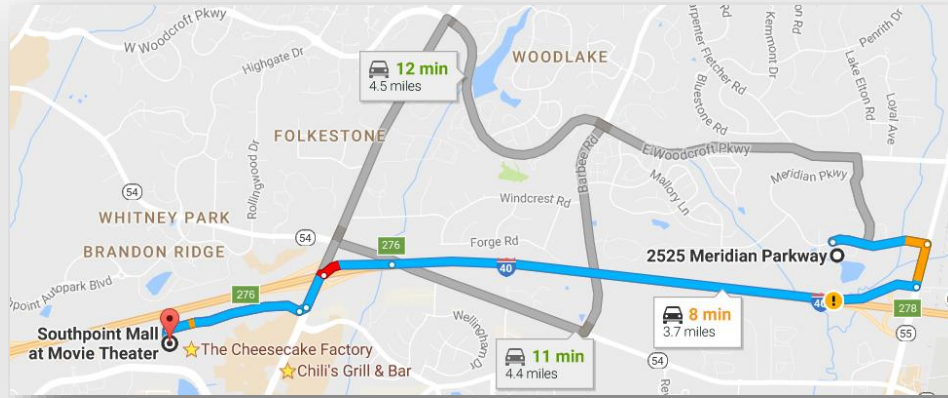 W Woodcroft Pkwy
Highgate Dr
12 min
4.5 miles
WOODLAKE
Carpenter Fletcher Rd
Bluestone Rd
Kemmont Dr
Penrith Dr
Lake Elton Rd
Loyal Ave
FOLKESTONE
Rollingwood Dr
Barbee Rd
E Woodcroft Pkwy
Meridian Pkwy
Mallory Ln
54
Windcrest Rd
WHITNEY PARK
BRANDON RIDGE
54
276
Forge Rd
40
2525 Meridian Parkway
point Autopark Blvd
276
40
!
278
8 min
3.7 miles
55
Southpoint Mall
at Movie Theater
The Cheesecake Factory
Chili's Grill & Bar
Wellingham Dr
11 min
4.4 miles
54